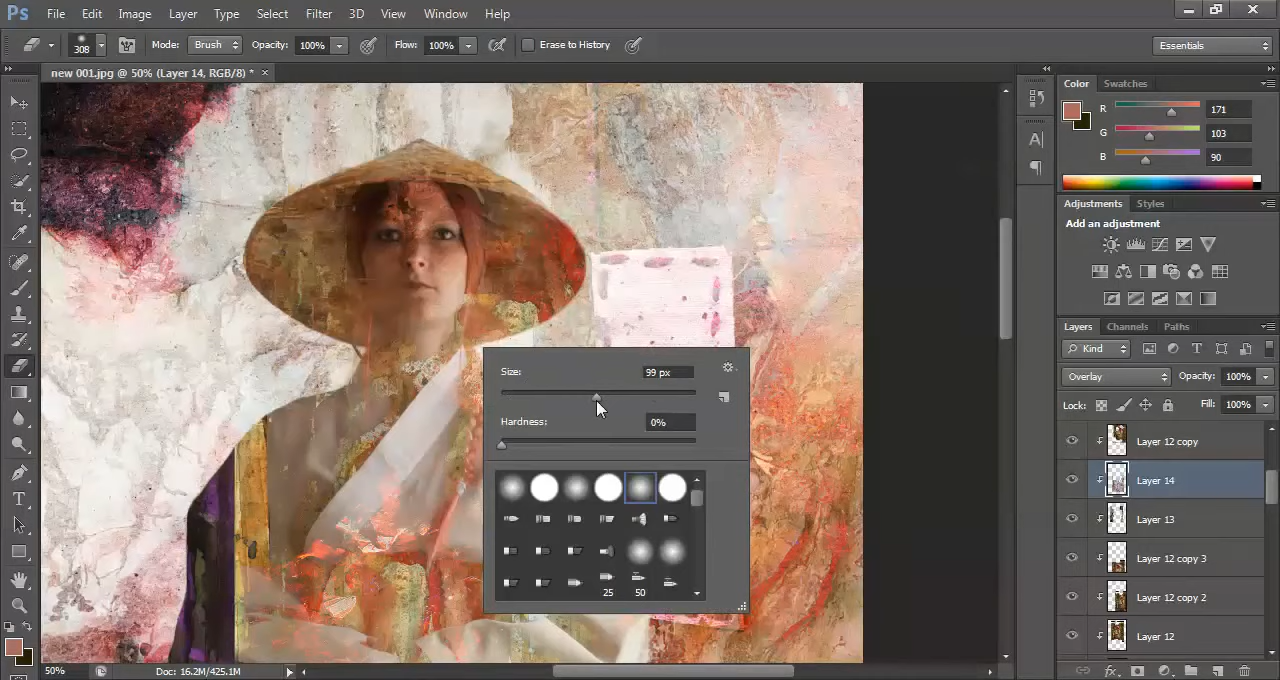 Ps File Edit Image Layer Type Select Filter 3D View Window Help
308 Mode: Brush Opacity: 100% Flow: 100% Erase to History Essentials
new 001.jpg @ 50% (Layer 14, RGB/8) * ×
Color Swatches
R 171
G 103
B 90
Adjustments Styles
Add an adjustment
Layers Channels Paths
Kind
Overlay Opacity: 100%
Lock: Fill: 100%
Layer 12 copy
Layer 14
Layer 13
Layer 12 copy 3
Layer 12 copy 2
Layer 12
Size: 99 px
Hardness: 0%
25 50
50% Doc: 16.2M/425.1M